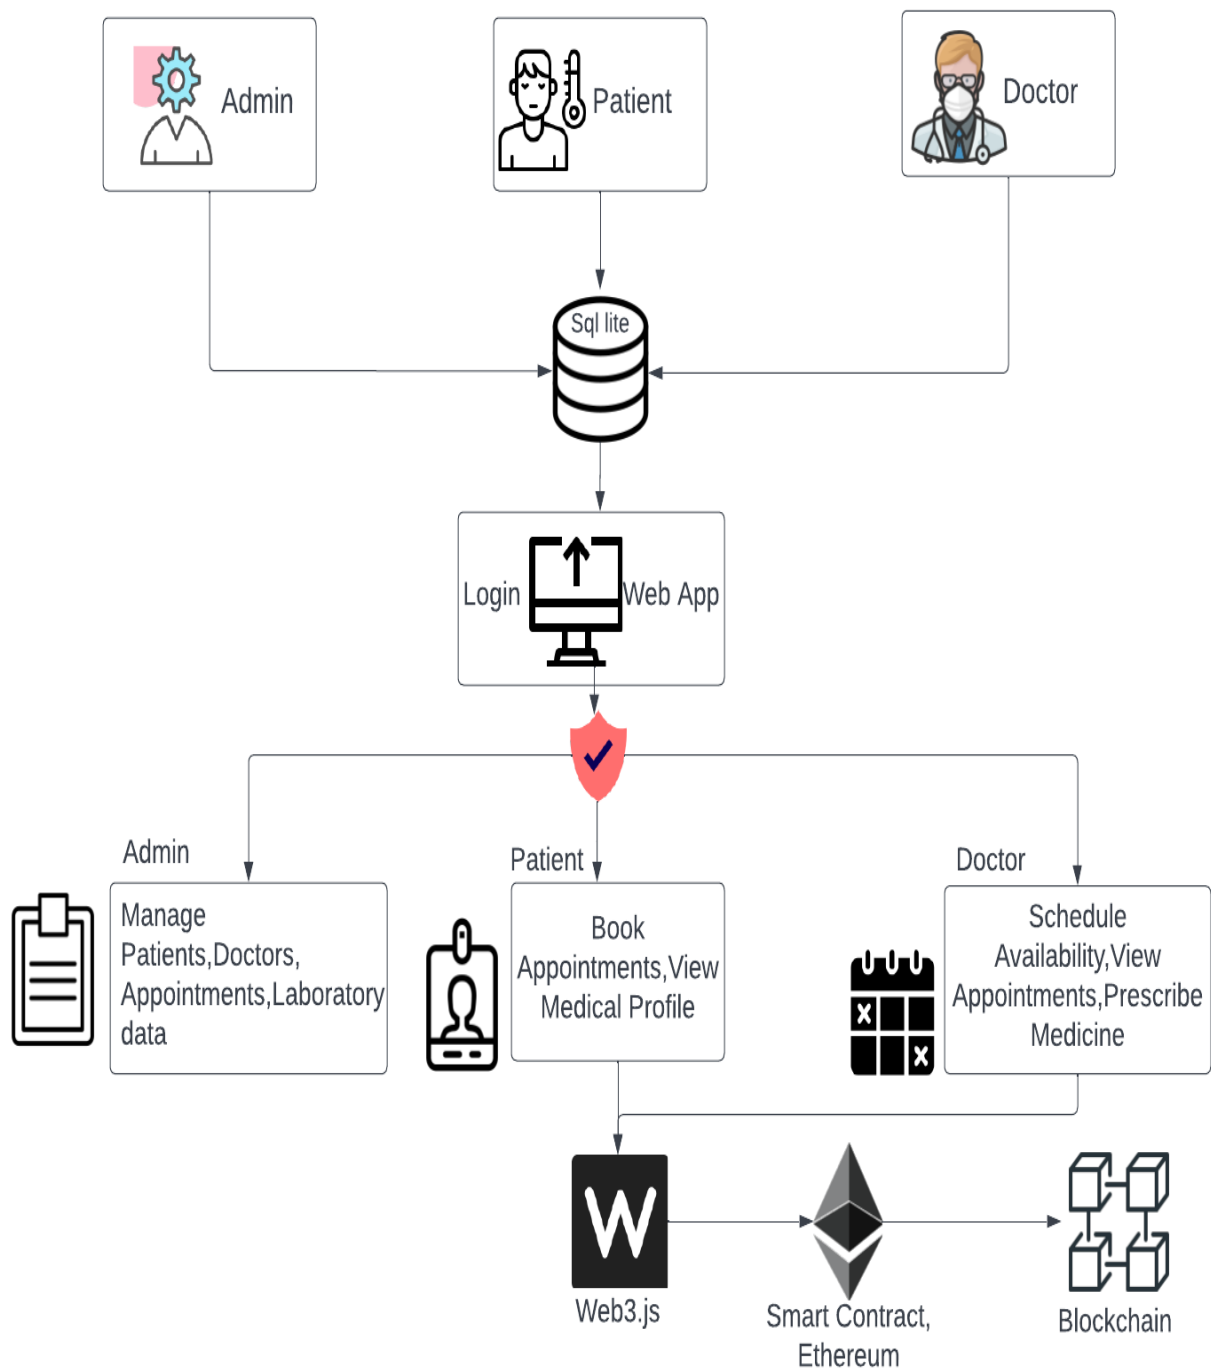 Admin
Patient
Doctor
Sql lite
Login
Web App
Admin
Patient
Doctor
Manage
Patients,Doctors,
Appointments,Laboratory
data
Book
Appointments,View
Medical Profile
Schedule
Availability,View
Appointments,Prescribe
Medicine
W
Web3.js
Smart Contract,
Ethereum
Blockchain